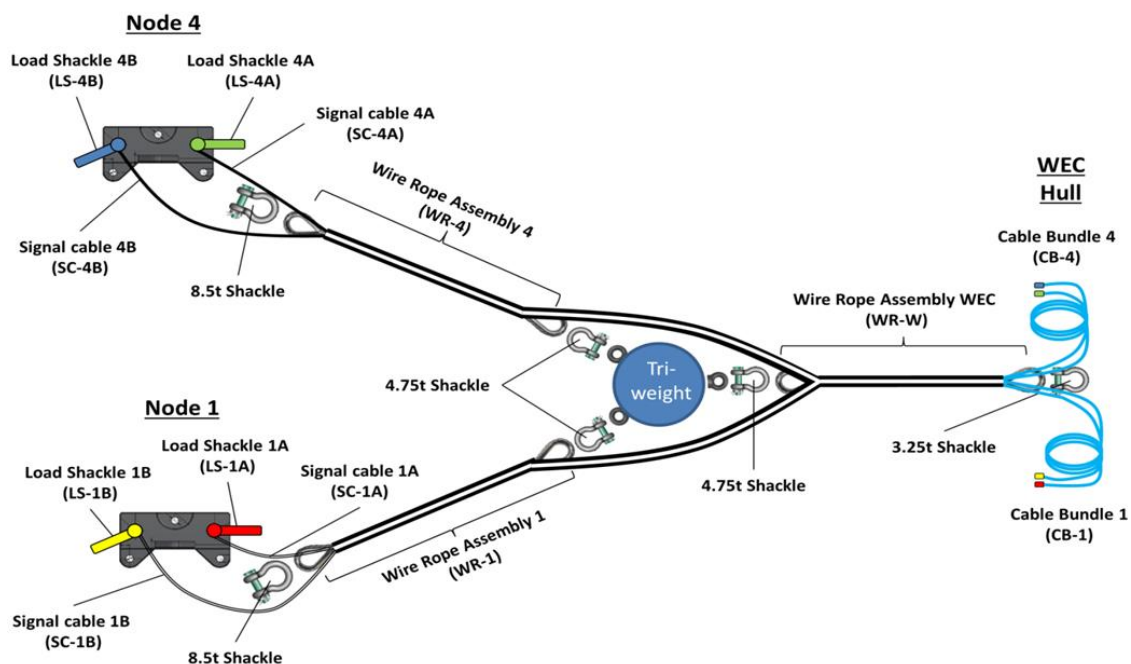 Node 4
Load Shackle 4B
(LS-4B)
Load Shackle 4A
(LS-4A)
Signal cable 4A
(SC-4A)
Wire Rope Assembly 4
(WR-4)
Signal cable 4B
(SC-4B)
8.5t Shackle
WEC
Hull
Cable Bundle 4
(CB-4)
Wire Rope Assembly WEC
(WR-W)
4.75t Shackle
Tri-
weight
3.25t Shackle
4.75t Shackle
Node 1
Load Shackle 1B
(LS-1B)
Load Shackle 1A
(LS-1A)
Signal cable 1A
(SC-1A)
Wire Rope Assembly 1
(WR-1)
Cable Bundle 1
(CB-1)
Signal cable 1B
(SC-1B)
8.5t Shackle